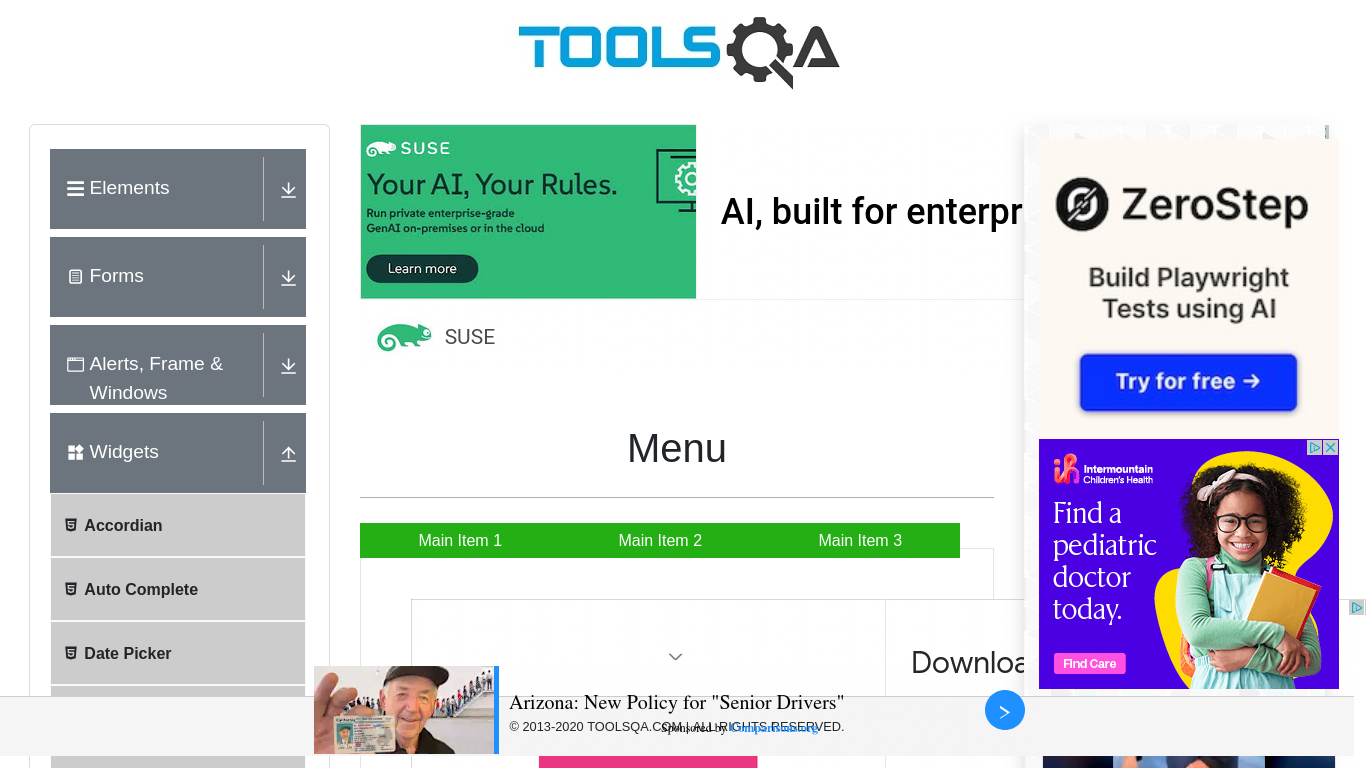 TOOLSQA
Elements
Forms
Alerts, Frame &
Windows
Widgets
Accordian
Auto Complete
Date Picker
SUSE
Your AI, Your Rules.
Run private enterprise-grade
GenAI on-premises or in the cloud
Learn more
AI, built for enterpr
SUSE
Menu
Main Item 1
Main Item 2
Main Item 3
Downloa
ZeroStep
Build Playwright
Tests using AI
Try for free →
Intermountain
Children's Health
Find a
pediatric
doctor
today.
Find Care
Arizona: New Policy for "Senior Drivers"
© 2013-2020 TOOLSQA.COM | ALL RIGHTS RESERVED.
Sponsored by